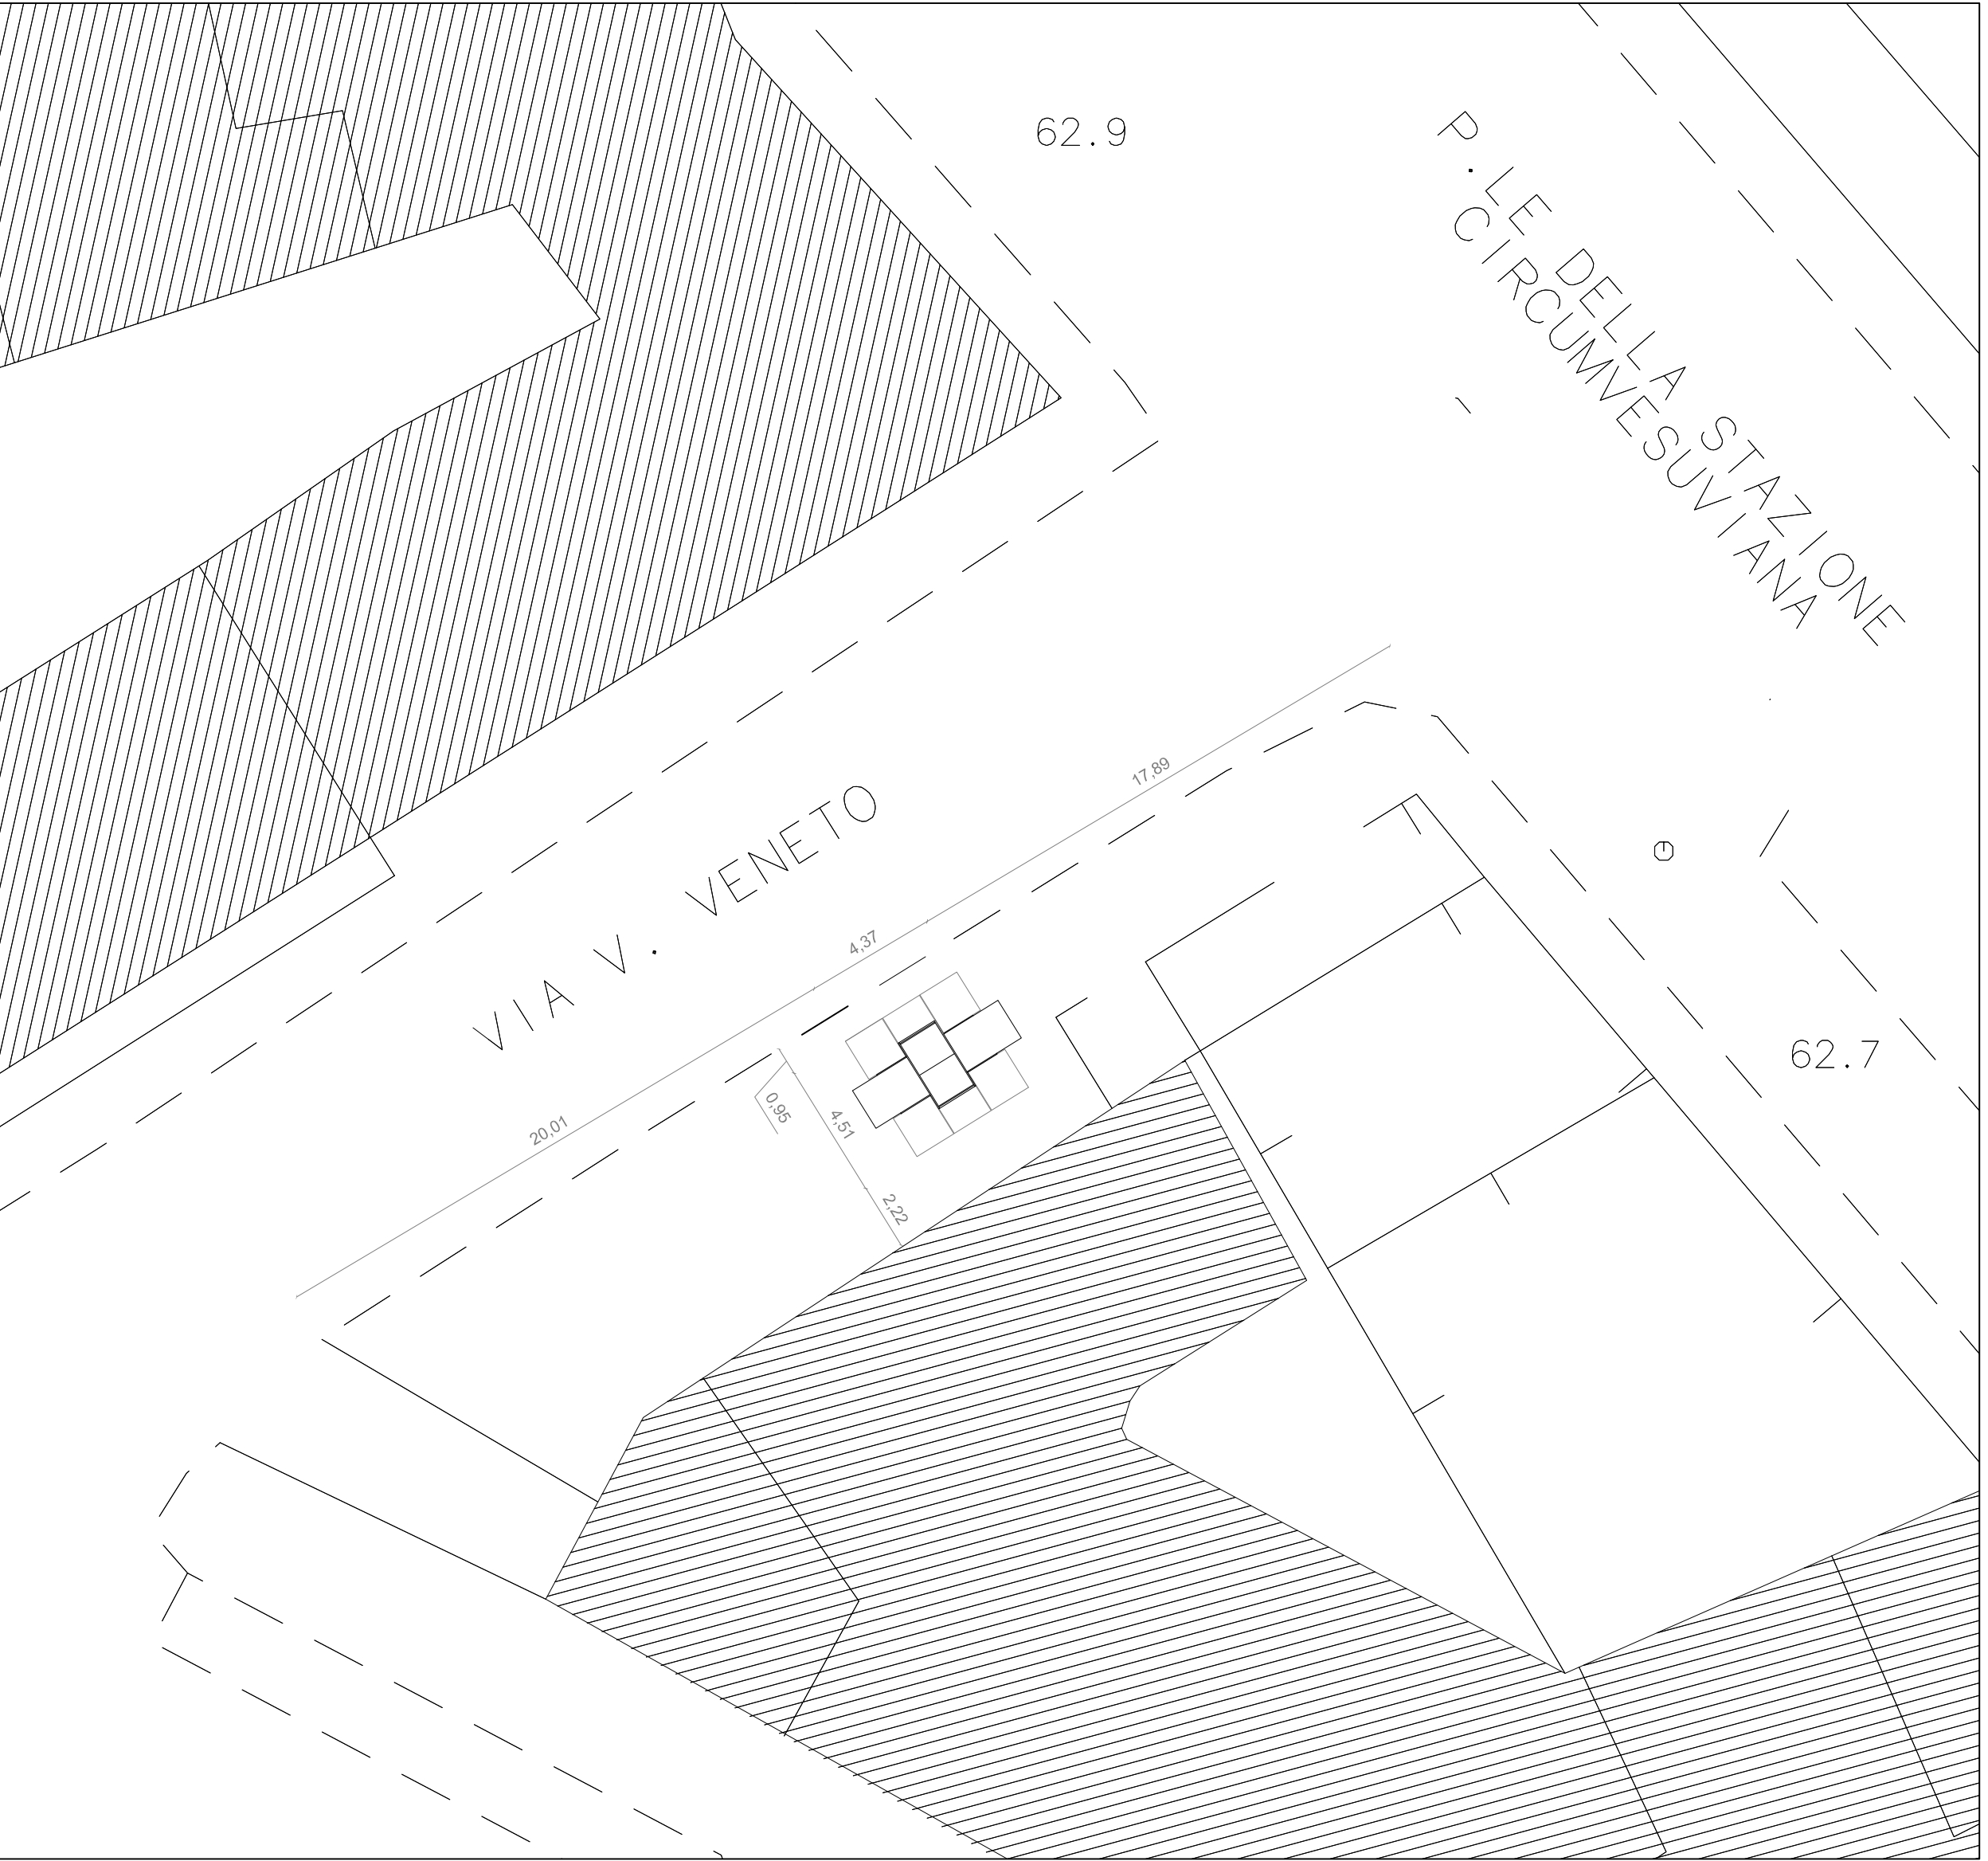 62.9
P.LE DELLA STAZIONE
CIRCUMVESUVIANA
17,89
VIA V. VENETO
4,37
62.7
0,95
4,51
20,01
2,22